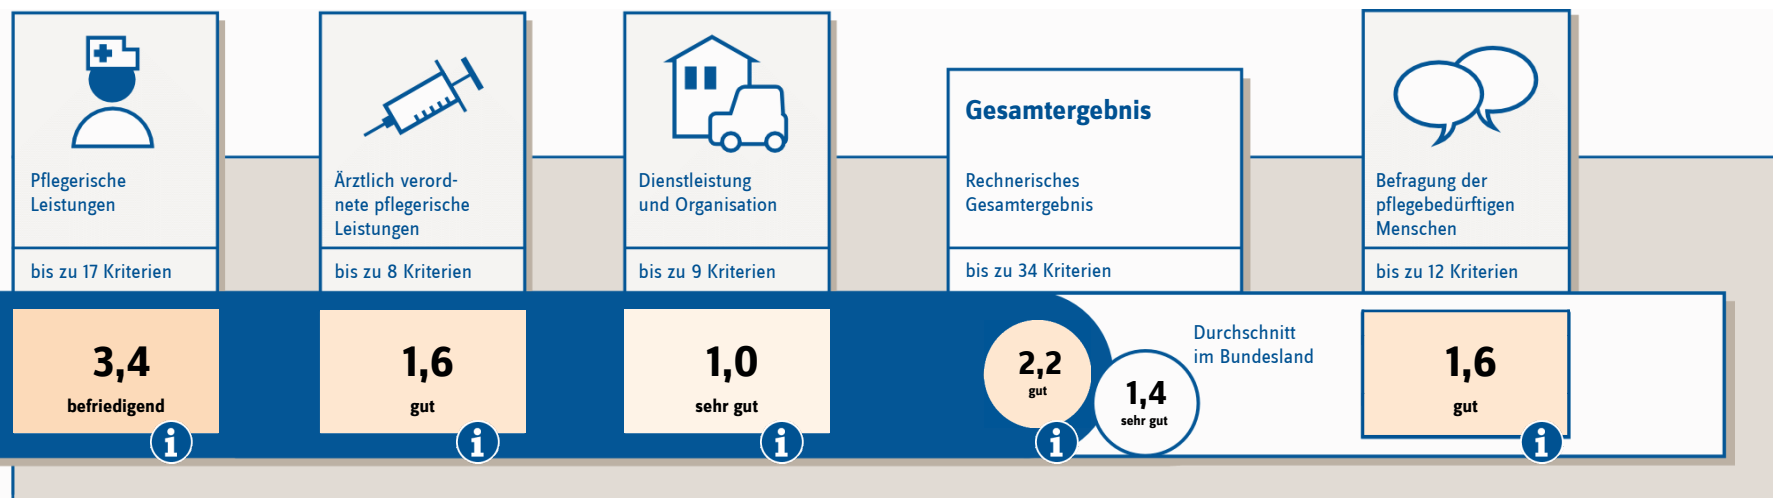 Pflegerische
Leistungen
bis zu 17 Kriterien
3,4
befriedigend
i
Ärztlich verord-
nete pflegerische
Leistungen
bis zu 8 Kriterien
1,6
gut
i
Dienstleistung
und Organisation
bis zu 9 Kriterien
1,0
sehr gut
i
Gesamtergebnis
Rechnerisches
Gesamtergebnis
bis zu 34 Kriterien
2,2
gut
i
Durchschnitt
im Bundesland
1,4
sehr gut
Befragung der
pflegebedürftigen
Menschen
bis zu 12 Kriterien
1,6
gut
i